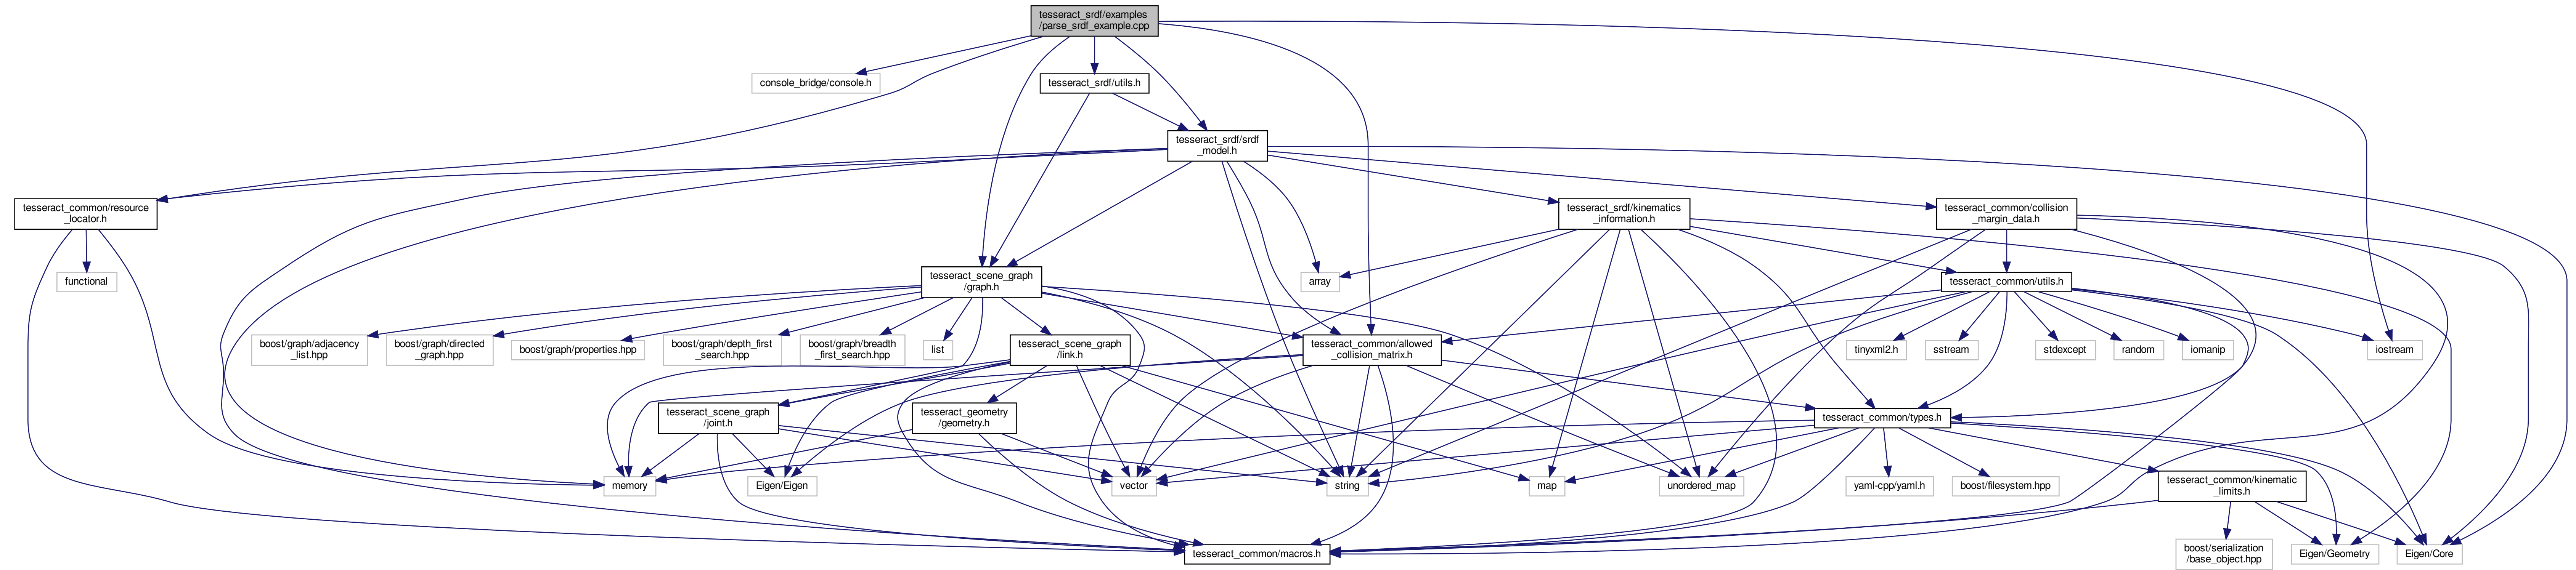 tesseract_srdf/examples
/parse_srdf_example.cpp
console_bridge/console.h
tesseract_srdf/utils.h
tesseract_srdf/srdf
_model.h
tesseract_common/resource
_locator.h
tesseract_srdf/kinematics
_information.h
tesseract_common/collision
_margin_data.h
functional
tesseract_scene_graph
/graph.h
array
tesseract_common/utils.h
boost/graph/adjacency
_list.hpp
boost/graph/directed
_graph.hpp
boost/graph/properties.hpp
boost/graph/depth_first
_search.hpp
boost/graph/breadth
_first_search.hpp
list
tesseract_scene_graph
/link.h
tesseract_common/allowed
_collision_matrix.h
tinyxml2.h
sstream
stdexcept
random
iomanip
iostream
tesseract_scene_graph
/joint.h
tesseract_geometry
/geometry.h
tesseract_common/types.h
memory
Eigen/Eigen
vector
string
map
unordered_map
yaml-cpp/yaml.h
boost/filesystem.hpp
tesseract_common/kinematic
_limits.h
tesseract_common/macros.h
boost/serialization
/base_object.hpp
Eigen/Geometry
Eigen/Core